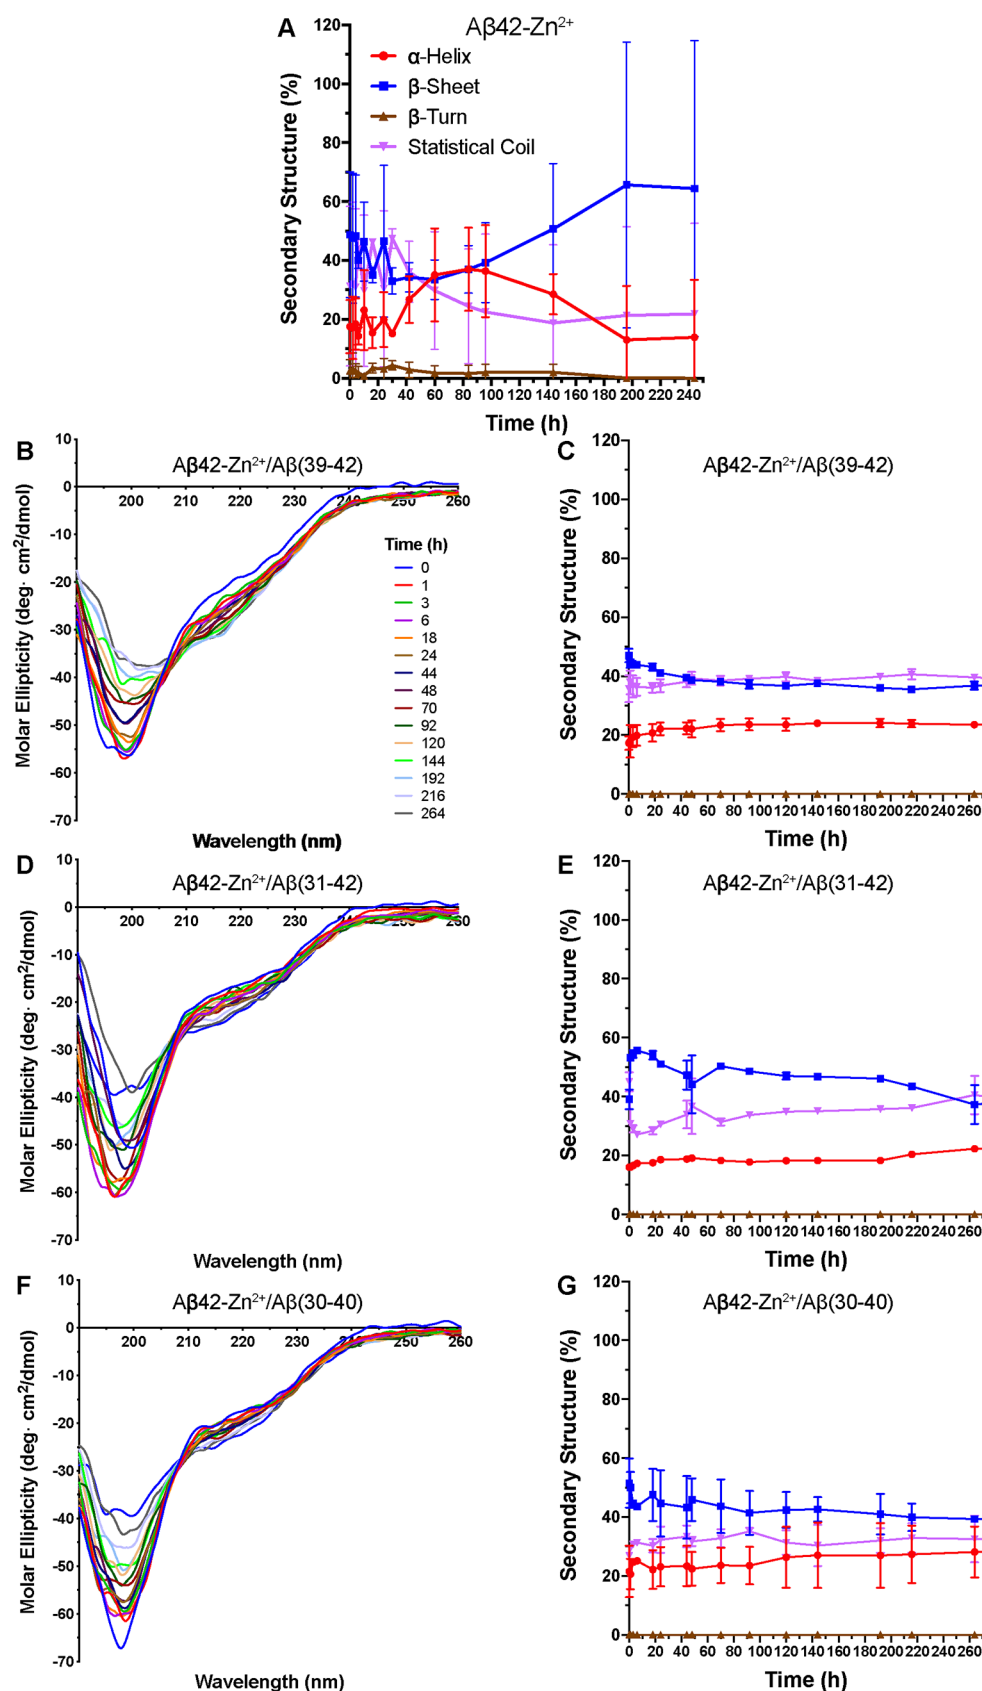 A
Aβ42-Zn²⁺
α-Helix
β-Sheet
β-Turn
Statistical Coil
Secondary Structure (%)
120
100
80
60
40
20
0
0 20 40 60 80 100 120 140 160 180 200 220 240
Time (h)
B
Aβ42-Zn²⁺/Aβ(39-42)
Molar Ellipticity (deg· cm²/dmol)
10
0
-10
-20
-30
-40
-50
-60
-70
200 210 220 230 240 250 260
Time (h)
0
1
3
6
18
24
44
48
70
92
120
144
192
216
264
Wavelength (nm)
C
Aβ42-Zn²⁺/Aβ(39-42)
Secondary Structure (%)
120
100
80
60
40
20
0
0 20 40 60 80 100 120 140 160 180 200 220 240 260
Time (h)
D
Aβ42-Zn²⁺/Aβ(31-42)
Molar Ellipticity (deg· cm²/dmol)
10
0
-10
-20
-30
-40
-50
-60
-70
200 210 220 230 240 250 260
Wavelength (nm)
E
Aβ42-Zn²⁺/Aβ(31-42)
Secondary Structure (%)
120
100
80
60
40
20
0
0 20 40 60 80 100 120 140 160 180 200 220 240 260
Time (h)
F
Aβ42-Zn²⁺/Aβ(30-40)
Molar Ellipticity (deg· cm²/dmol)
10
0
-10
-20
-30
-40
-50
-60
-70
200 210 220 230 240 250 260
Wavelength (nm)
G
Aβ42-Zn²⁺/Aβ(30-40)
Secondary Structure (%)
120
100
80
60
40
20
0
0 20 40 60 80 100 120 140 160 180 200 220 240 260
Time (h)